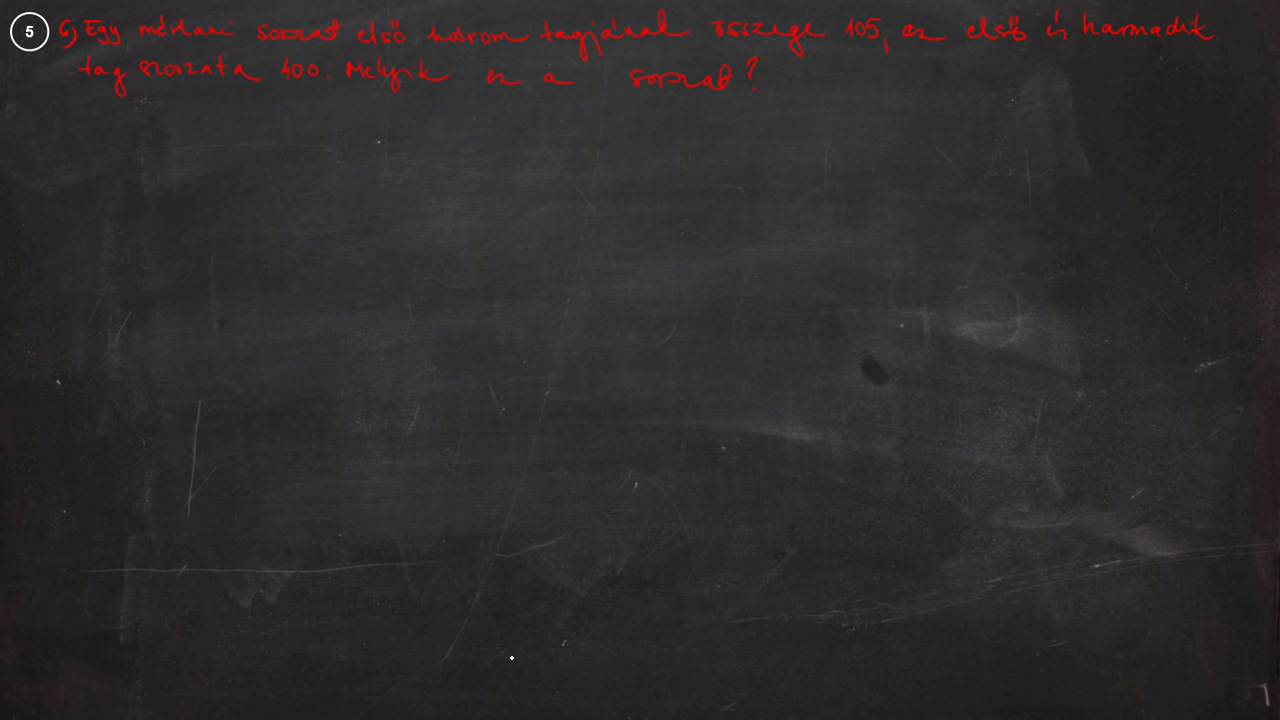 5
6) Egy mértani sorozat első három tagjának összege 105, az első és harmadik
tag szorzata 400. Melyik ez a sorozat?